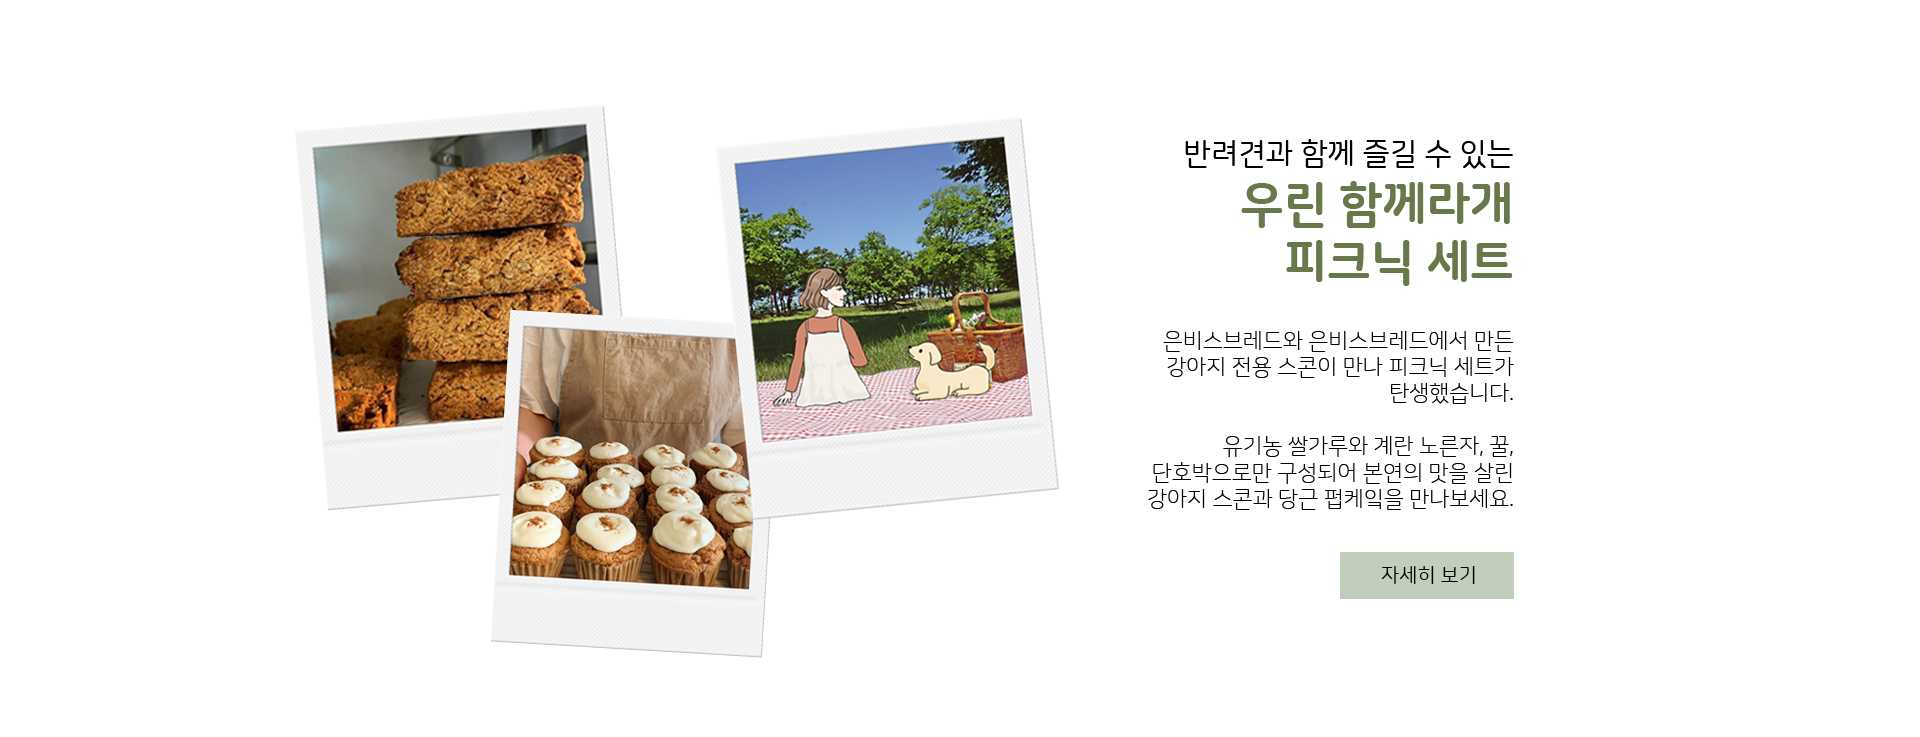 반려견과 함께 즐길 수 있는
우린 함께라개
피크닉 세트
은비스브레드와 은비스브레드에서 만든
강아지 전용 스콘이 만나 피크닉 세트가
탄생했습니다.
유기농 쌀가루와 계란 노른자, 꿀,
단호박으로만 구성되어 본연의 맛을 살린
강아지 스콘과 당근 펍케잌을 만나보세요.
자세히 보기